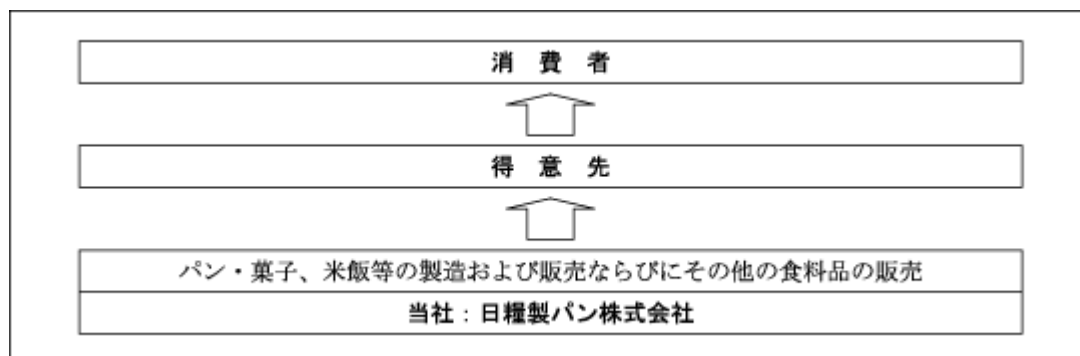 消 費 者
得 意 先
パン・菓子、米飯等の製造および販売ならびにその他の食料品の販売
当社：日糧製パン株式会社